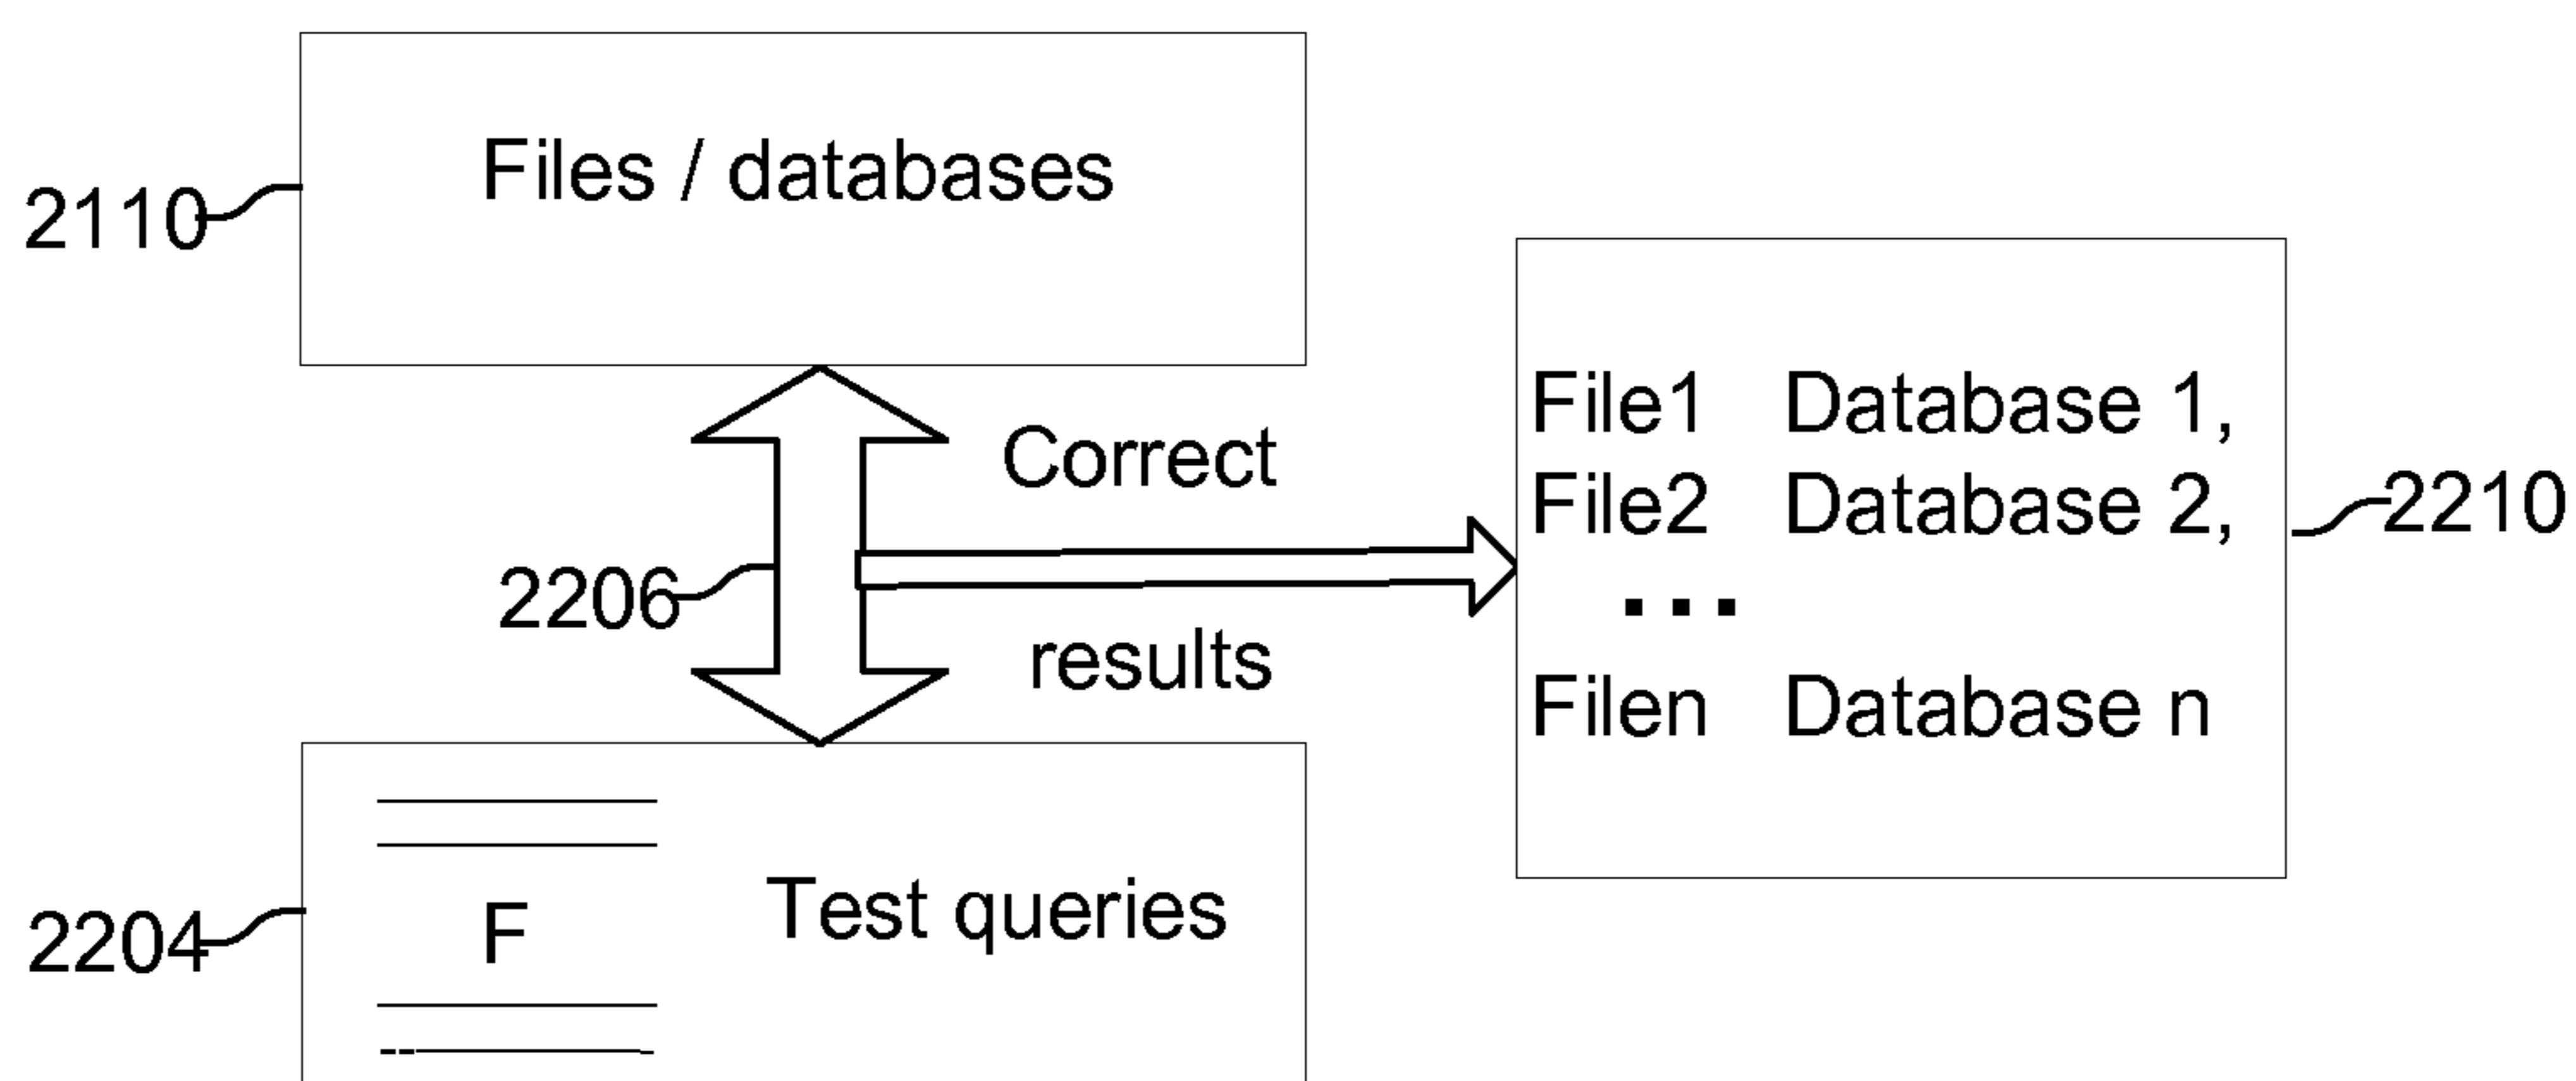 Files / databases
2110
File1 Database 1,
Correct
File2 Database 2,
2210
2206
...
results
Filen Database n
Test queries
F
2204